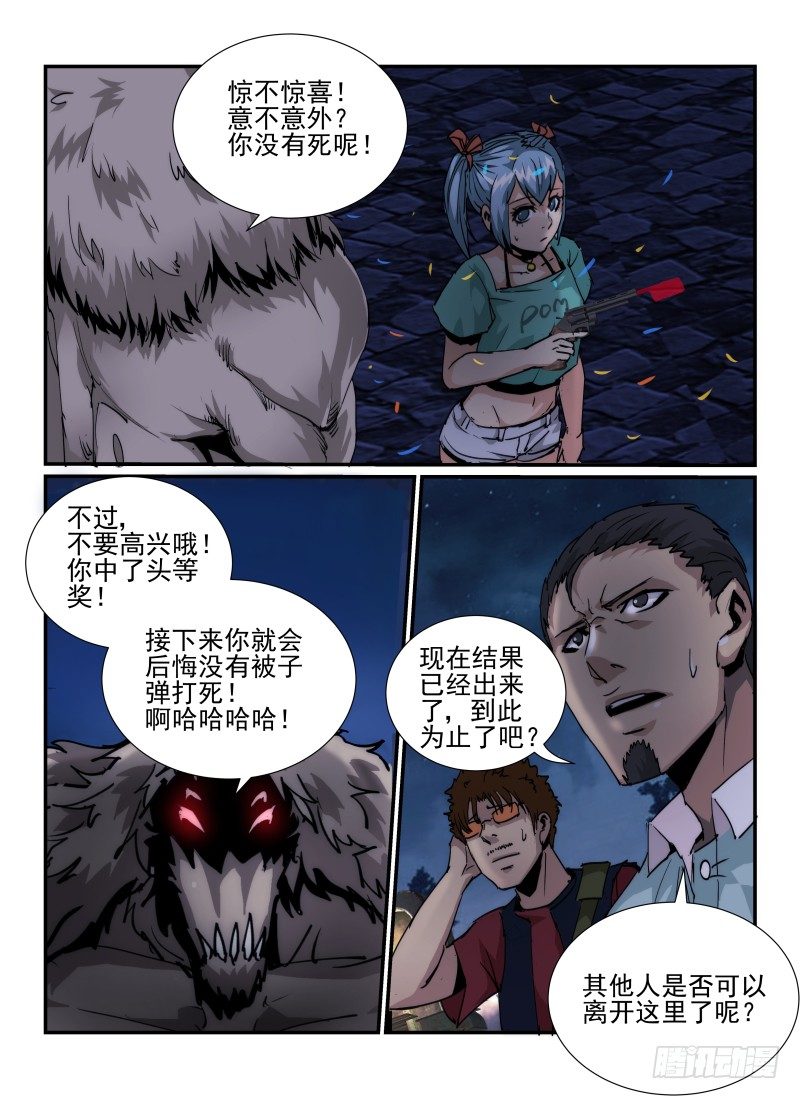 惊不惊喜！
意不意外？
你没有死呢！
POM
不过，
不要高兴哦！
你中了头等
奖！
接下来你就会
后悔没有被子
弹打死！
啊哈哈哈哈！
现在结果
已经出来
了，到此
为止了吧？
其他人是否可以
离开这里了呢？
腾讯动漫